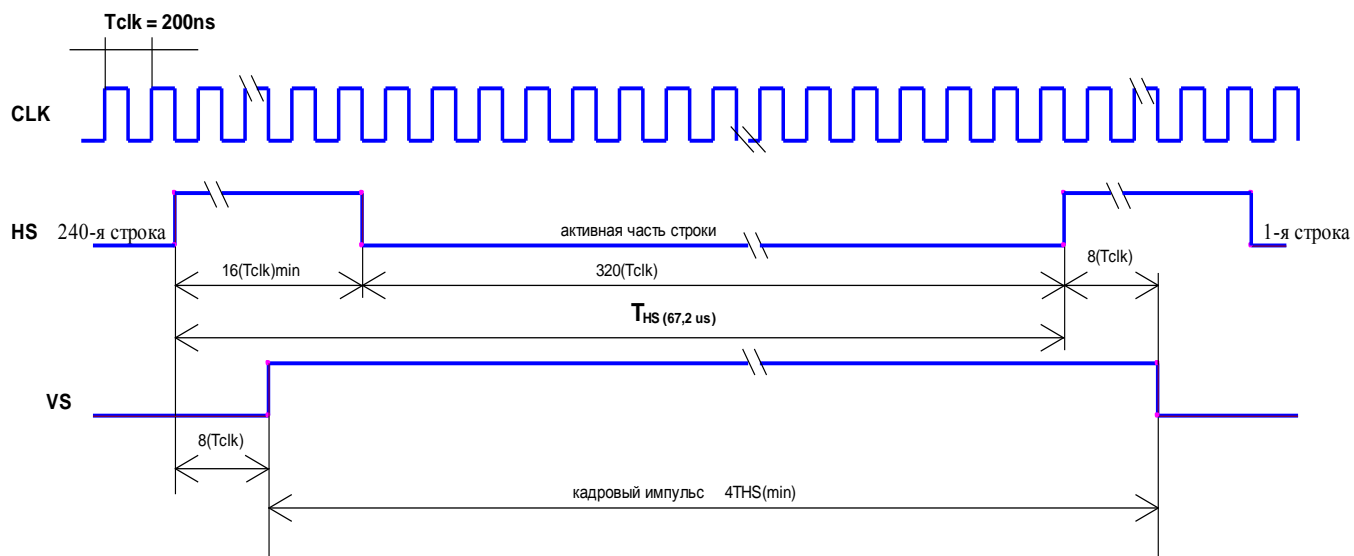 Tclk = 200ns
CLK
HS 240-я строка активная часть строки 1-я строка
16(Tclk)min 320(Tclk) 8(Tclk)
THS (67,2 us)
VS
8(Tclk)
кадровый импульс 4THS(min)